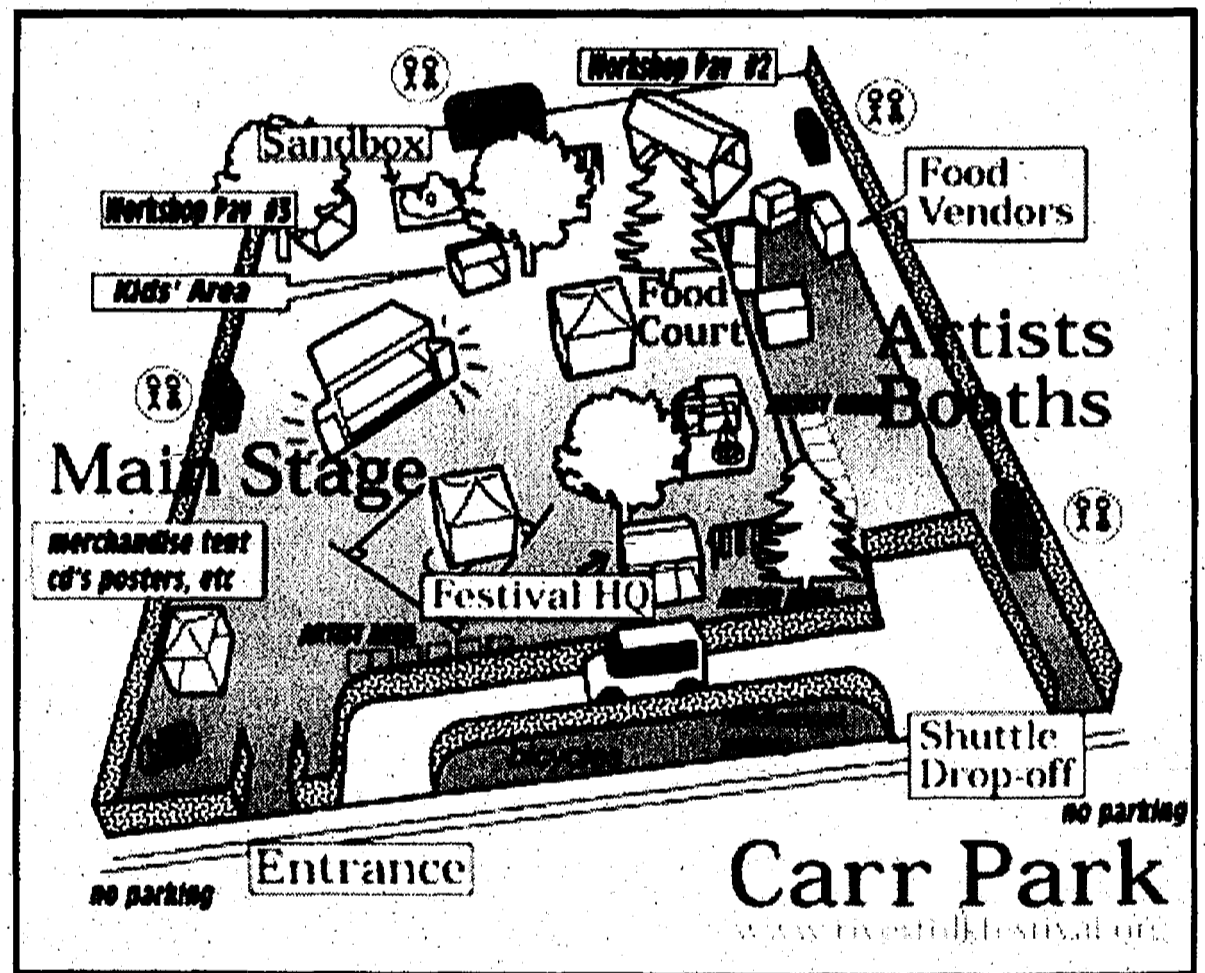 Workshop Pav #2
Sandbox
Food
Vendors
Workshop Pav #3
Kids' Area
Food
Court
Artists
Booths
Main Stage
merchandise tent
cd's posters, etc
Festival HQ
Shuttle
Drop-off
no parking
Entrance
no parking
Carr Park